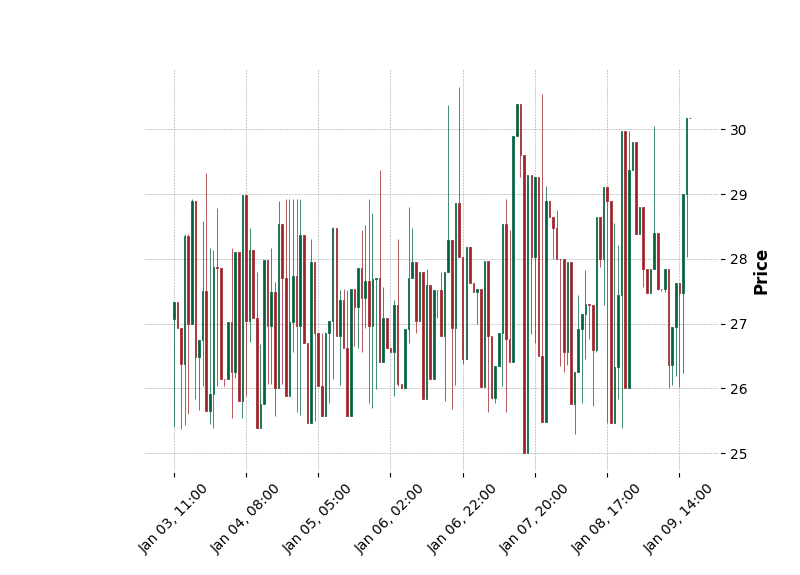 30
29
28
27
26
25
Price
Jan 03, 11:00
Jan 04, 08:00
Jan 05, 05:00
Jan 06, 02:00
Jan 06, 22:00
Jan 07, 20:00
Jan 08, 17:00
Jan 09, 14:00